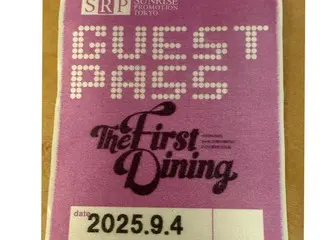 SRP SUNRISE
PROMOTION
TOKYO
GUEST
PASS
The First
Dining
date
2025.9.4